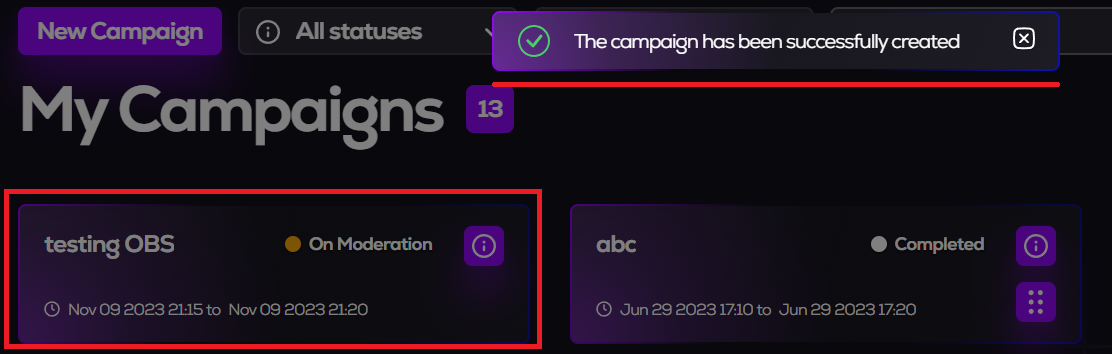 New Campaign
All statuses
The campaign has been successfully created
My Campaigns
13
testing OBS
On Moderation
Nov 09 2023 21:15 to Nov 09 2023 21:20
abc
Completed
Jun 29 2023 17:10 to Jun 29 2023 17:20